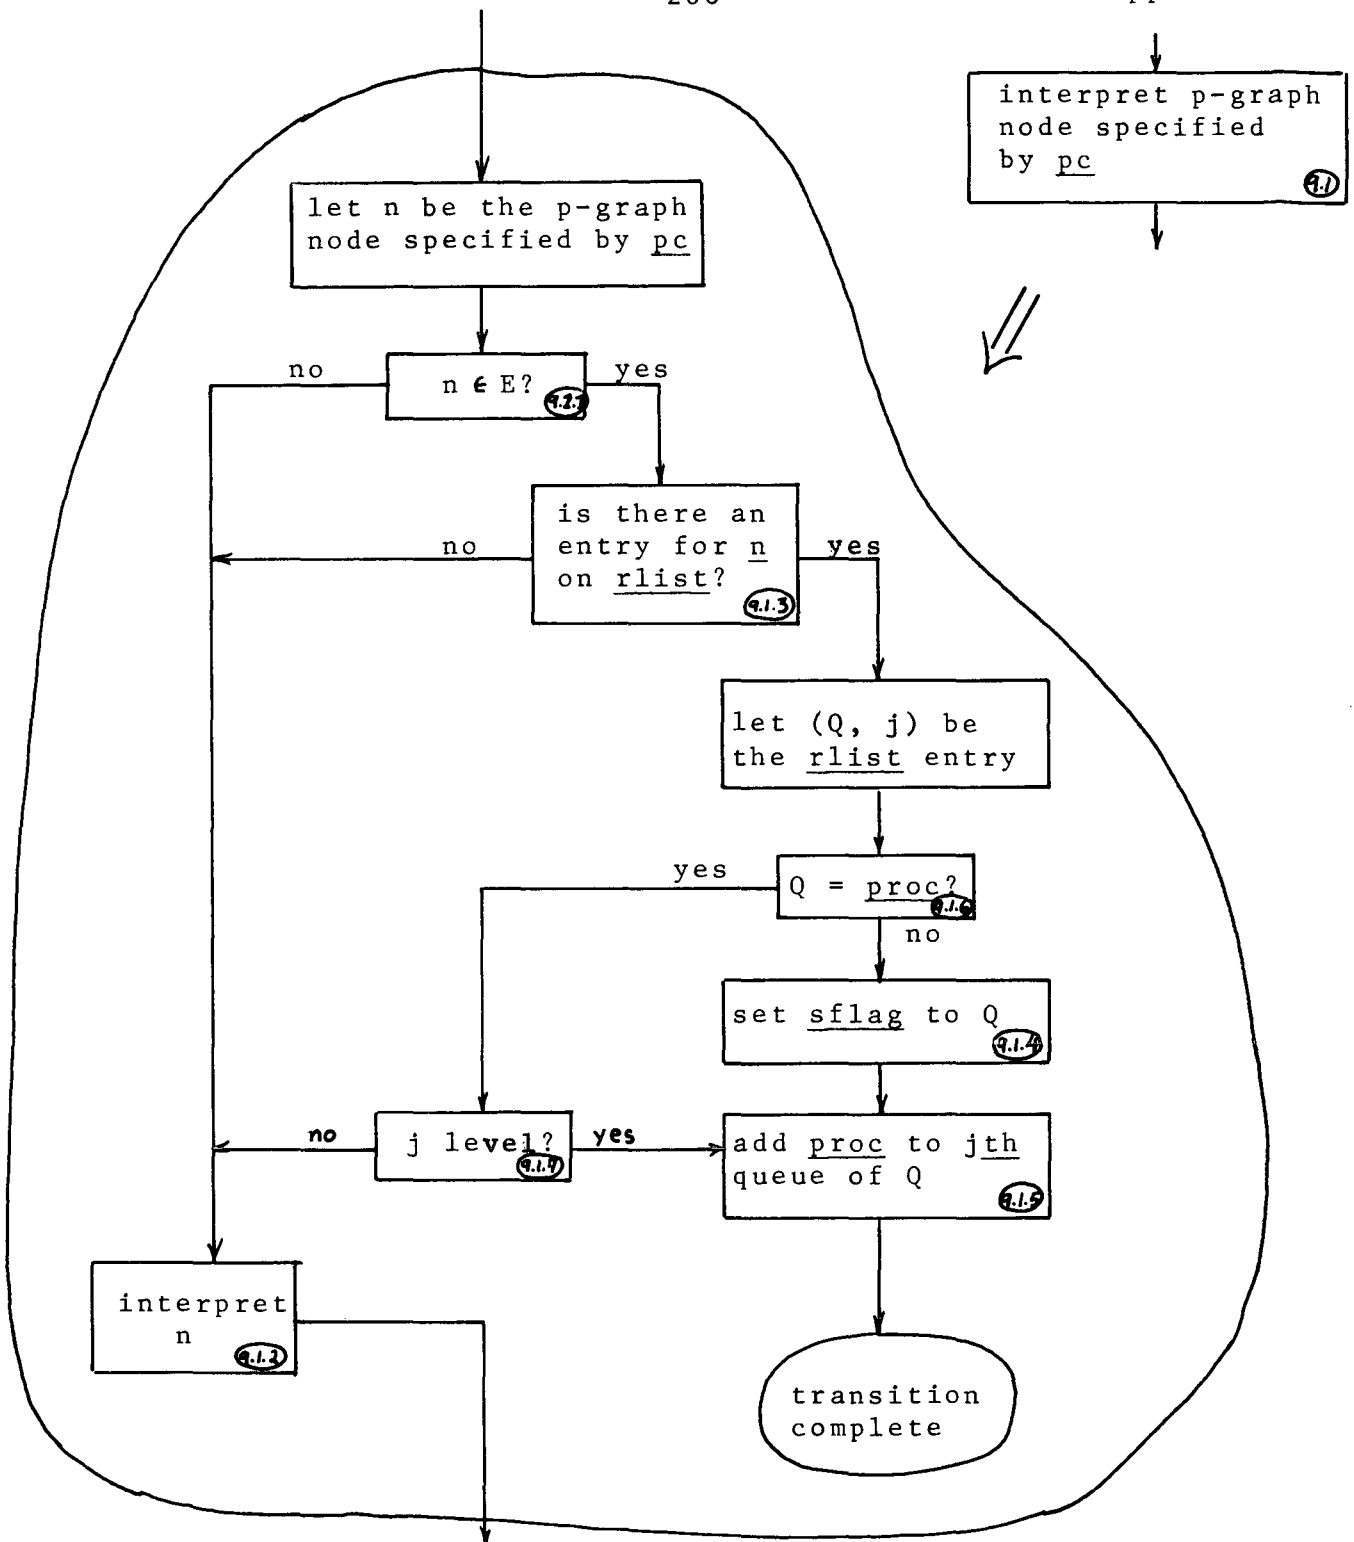 interpret p-graph
node specified
by pc
9.1
let n be the p-graph
node specified by pc
no
n ϵ E?
yes
is there an
entry for n
on rlist?
9.1.3
no
yes
let (Q, j) be
the rlist entry
yes
Q = proc?
9.1.6
no
set sflag to Q
9.1.4
no
j level?
yes
add proc to jth
queue of Q
9.1.5
interpret
n
9.1.2
transition
complete